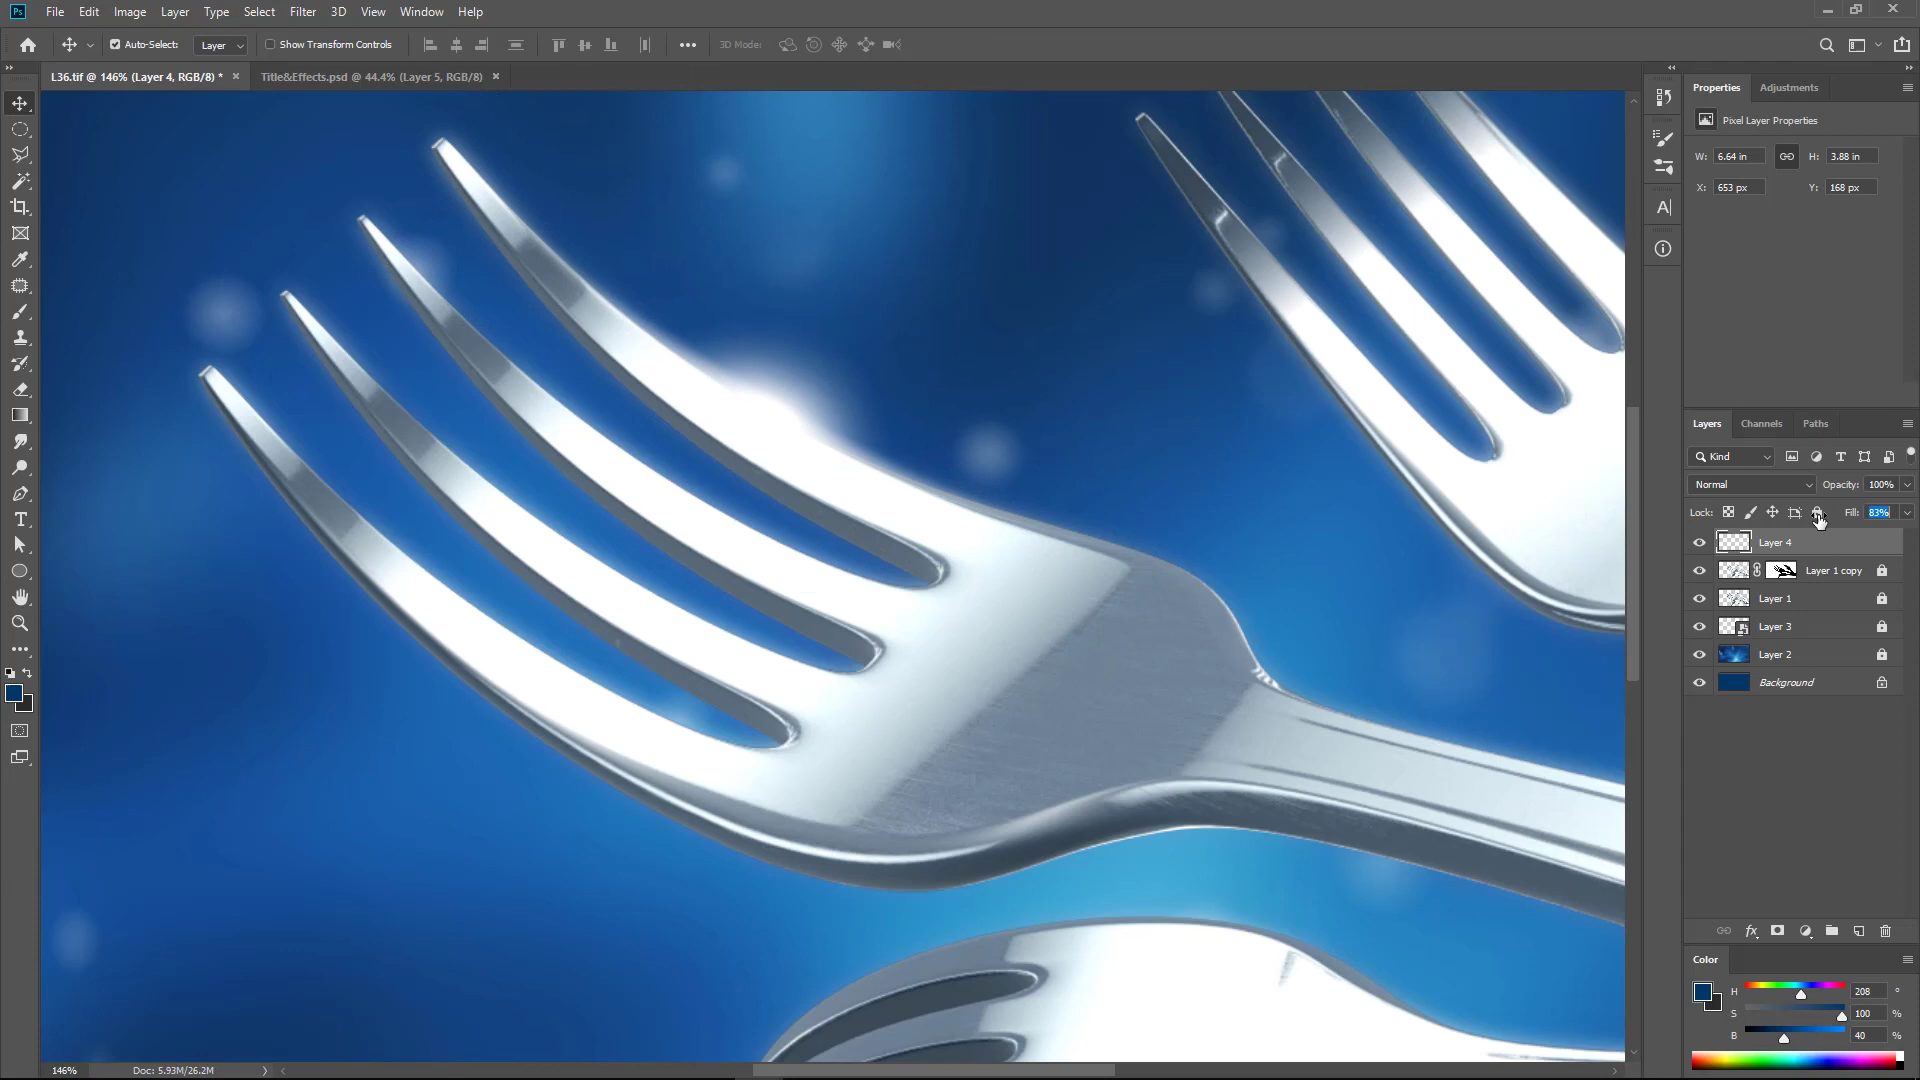 Ps File Edit Image Layer Type Select Filter 3D View Window Help
Auto-Select: Layer Show Transform Controls 3D Mode:
L36.tif @ 146% (Layer 4, RGB/8) * × Title&Effects.psd @ 44.4% (Layer 5, RGB/8) ×
Properties Adjustments
Pixel Layer Properties
W: 6.64 in H: 3.88 in
X: 653 px Y: 168 px
Layers Channels Paths
Kind
Normal Opacity: 100%
Lock: Fill: 83%
Layer 4
Layer 1 copy
Layer 1
Layer 3
Layer 2
Background
Color
H 208 °
S 100 %
B 40 %
146% Doc: 5.93M/26.2M